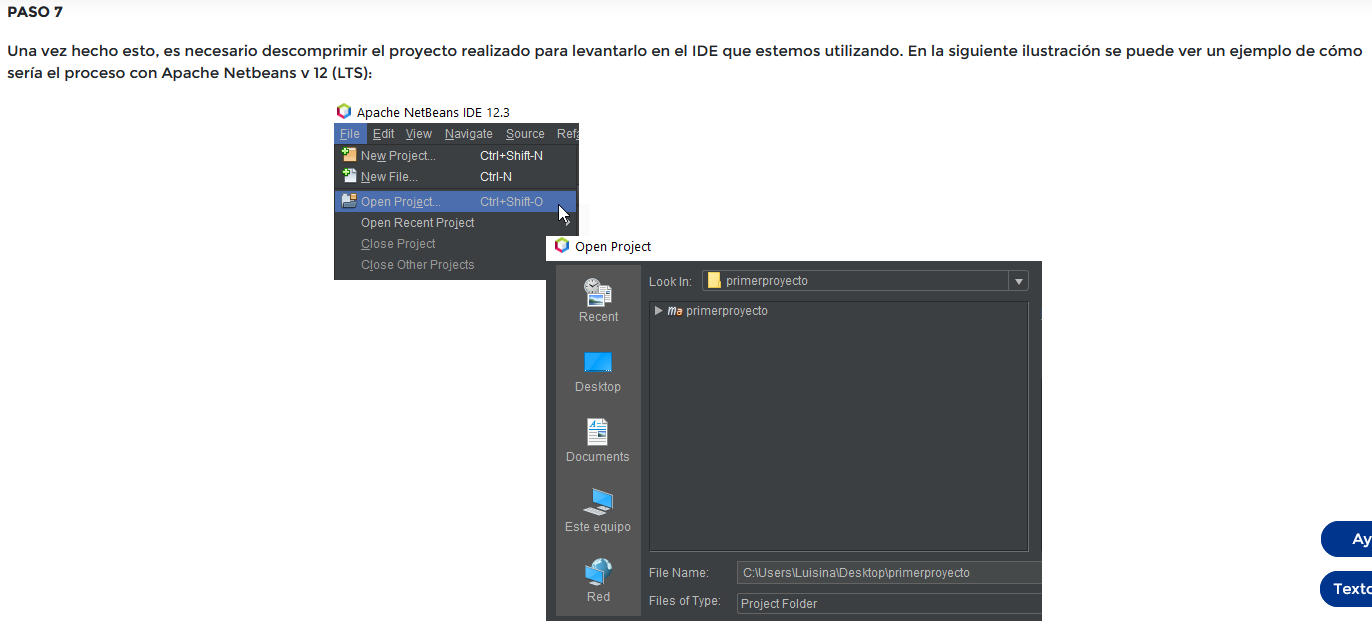 PASO 7
Una vez hecho esto, es necesario descomprimir el proyecto realizado para levantarlo en el IDE que estemos utilizando. En la siguiente ilustración se puede ver un ejemplo de cómo
sería el proceso con Apache Netbeans v 12 (LTS):
Apache NetBeans IDE 12.3
File Edit View Navigate Source Refa
New Project... Ctrl+Shift-N
New File... Ctrl-N
Open Project... Ctrl+Shift-O
Open Recent Project
Close Project
Close Other Projects
Open Project
Look In: primerproyecto
Ma primerproyecto
Recent
Desktop
Documents
Este equipo
Red
File Name: C:\Users\Luisina\Desktop\primerproyecto
Files of Type: Project Folder
Ay
Texto